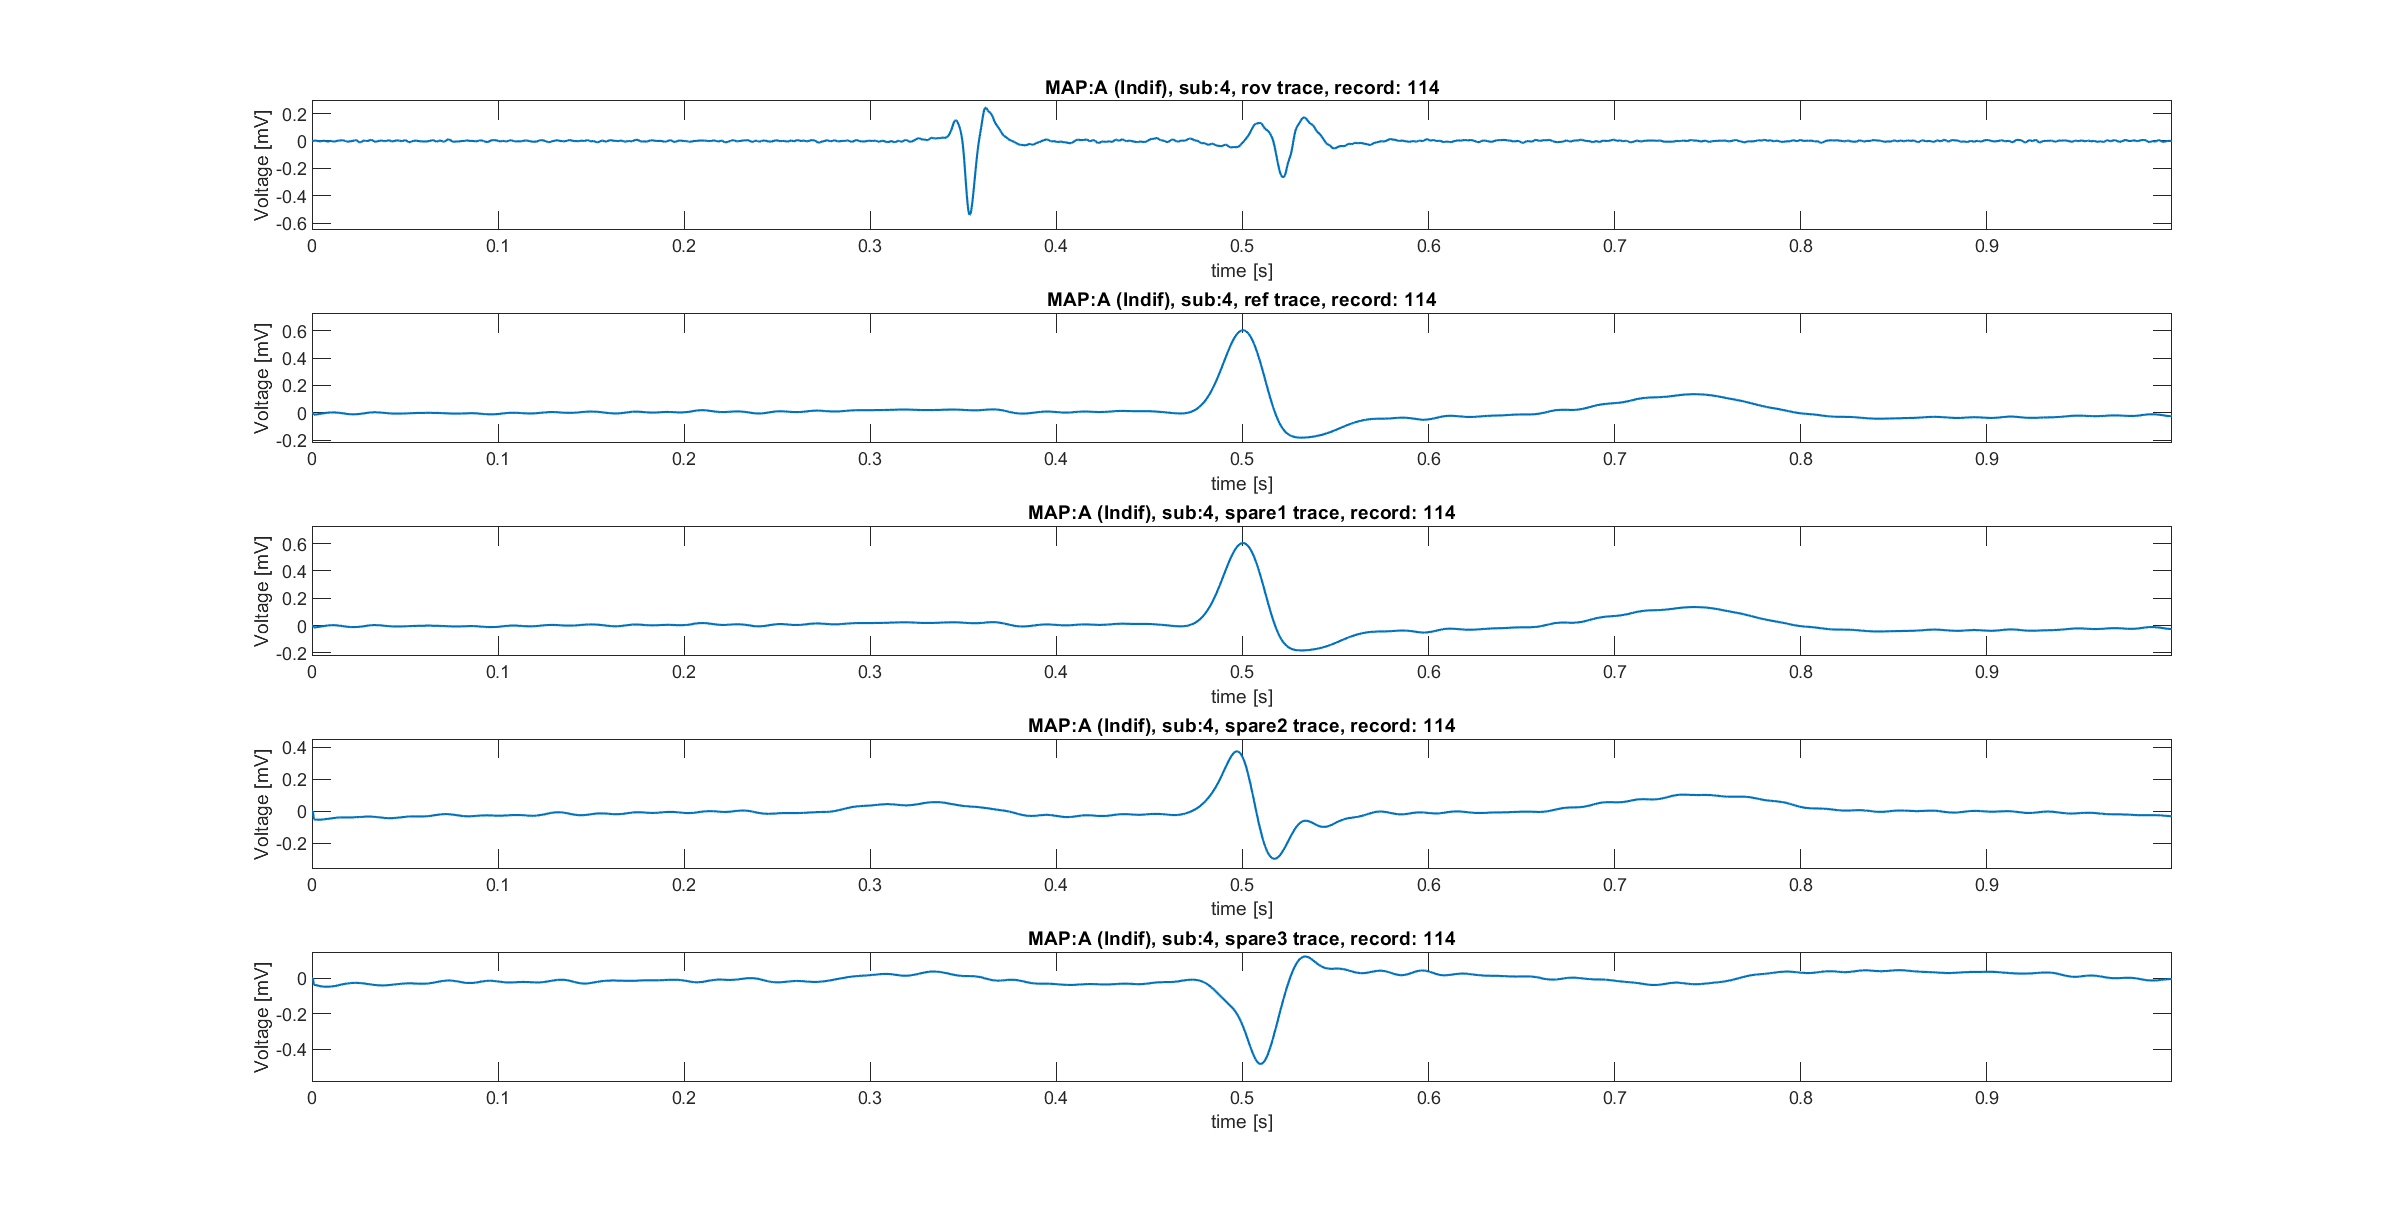 MAP:A (Indif), sub:4, rov trace, record: 114
Voltage [mV]
0.2
0
-0.2
-0.4
-0.6
0 0.1 0.2 0.3 0.4 0.5 0.6 0.7 0.8 0.9
time [s]
MAP:A (Indif), sub:4, ref trace, record: 114
Voltage [mV]
0.6
0.4
0.2
0
-0.2
0 0.1 0.2 0.3 0.4 0.5 0.6 0.7 0.8 0.9
time [s]
MAP:A (Indif), sub:4, spare1 trace, record: 114
Voltage [mV]
0.6
0.4
0.2
0
-0.2
0 0.1 0.2 0.3 0.4 0.5 0.6 0.7 0.8 0.9
time [s]
MAP:A (Indif), sub:4, spare2 trace, record: 114
Voltage [mV]
0.4
0.2
0
-0.2
0 0.1 0.2 0.3 0.4 0.5 0.6 0.7 0.8 0.9
time [s]
MAP:A (Indif), sub:4, spare3 trace, record: 114
Voltage [mV]
0
-0.2
-0.4
0 0.1 0.2 0.3 0.4 0.5 0.6 0.7 0.8 0.9
time [s]